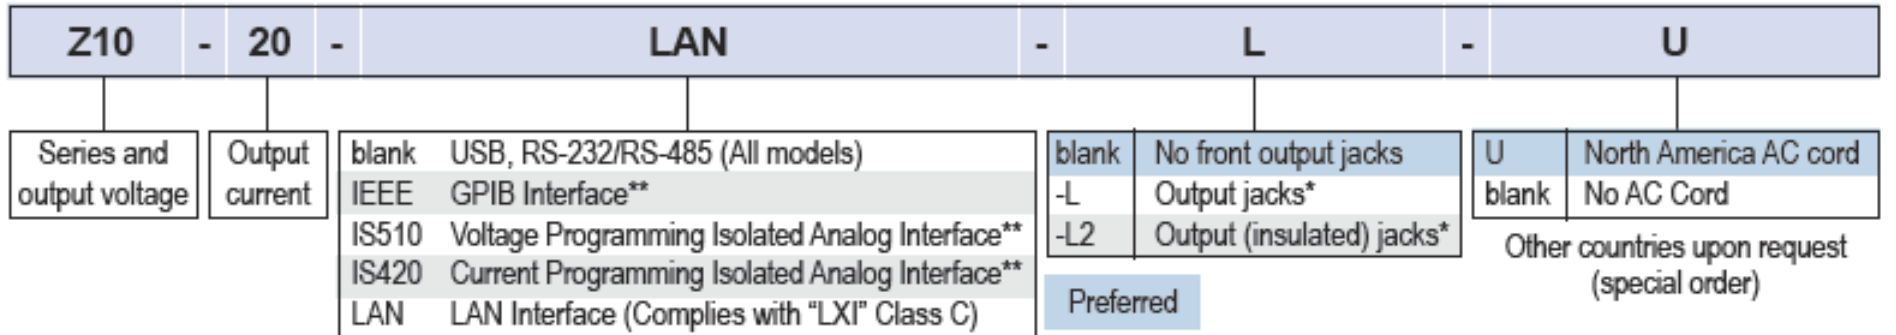 Z10 - 20 - LAN - L - U
Series and
output voltage
Output
current
blank USB, RS-232/RS-485 (All models)
IEEE GPIB Interface**
IS510 Voltage Programming Isolated Analog Interface**
IS420 Current Programming Isolated Analog Interface**
LAN LAN Interface (Complies with “LXI” Class C)
blank No front output jacks
-L Output jacks*
-L2 Output (insulated) jacks*
Preferred
U North America AC cord
blank No AC Cord
Other countries upon request
(special order)